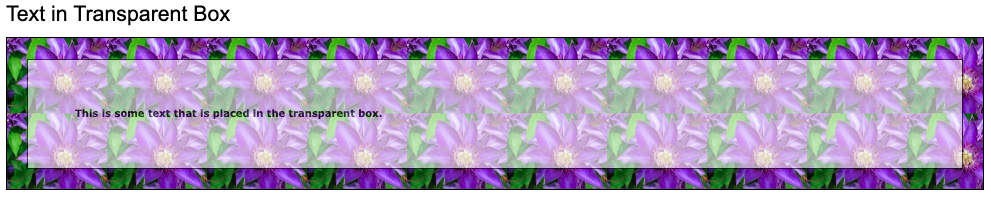 Text in Transparent Box
This is some text that is placed in the transparent box.